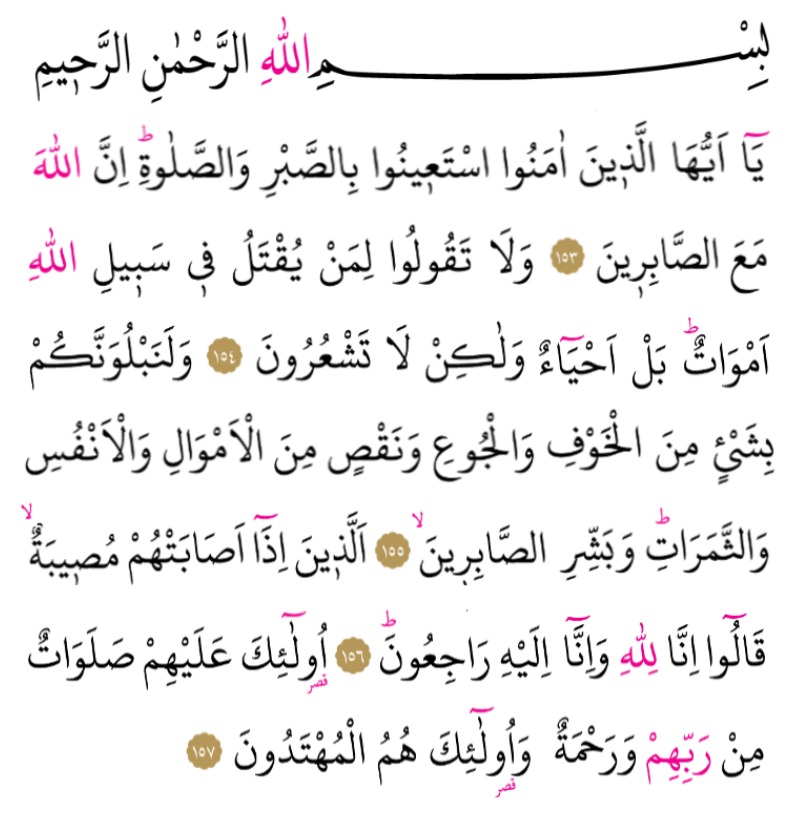 بِسْمِ اللّٰهِ الرَّحْمٰنِ الرَّح۪يمِ
يَٓا اَيُّهَا الَّذ۪ينَ اٰمَنُوا اسْتَع۪ينُوا بِالصَّبْرِ وَالصَّلٰوةِۜ اِنَّ اللّٰهَ
مَعَ الصَّابِر۪ينَ ﴿١٥٣﴾ وَلَا تَقُولُوا لِمَنْ يُقْتَلُ ف۪ي سَب۪يلِ اللّٰهِ
اَمْوَاتٌۜ بَلْ اَحْيَٓاءٌ وَلٰكِنْ لَا تَشْعُرُونَ ﴿١٥٤﴾ وَلَنَبْلُوَنَّكُمْ
بِشَيْءٍ مِنَ الْخَوْفِ وَالْجُوعِ وَنَقْصٍ مِنَ الْاَمْوَالِ وَالْاَنْفُسِ
وَالثَّمَرَاتِۜ وَبَشِّرِ الصَّابِر۪ينَۙ ﴿١٥٥﴾ اَلَّذ۪ينَ اِذَٓا اَصَابَتْهُمْ مُص۪يبَةٌۙ
قَالُٓوا اِنَّا لِلّٰهِ وَاِنَّٓا اِلَيْهِ رَاجِعُونَۜ ﴿١٥٦﴾ اُو۬لٰٓئِكَ عَلَيْهِمْ صَلَوَاتٌ
قصر
مِنْ رَبِّهِمْ وَرَحْمَةٌ وَاُو۬لٰٓئِكَ هُمُ الْمُهْتَدُونَ ﴿١٥٧﴾
قصر